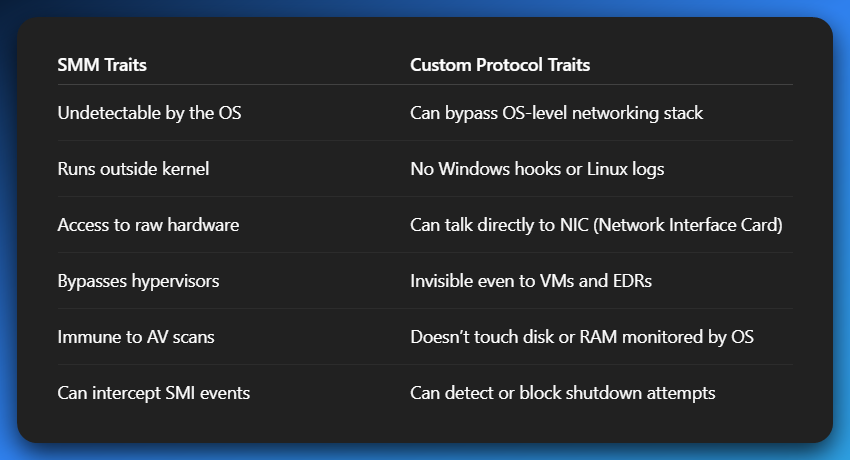 SMM Traits Custom Protocol Traits
Undetectable by the OS Can bypass OS-level networking stack
Runs outside kernel No Windows hooks or Linux logs
Access to raw hardware Can talk directly to NIC (Network Interface Card)
Bypasses hypervisors Invisible even to VMs and EDRs
Immune to AV scans Doesn’t touch disk or RAM monitored by OS
Can intercept SMI events Can detect or block shutdown attempts